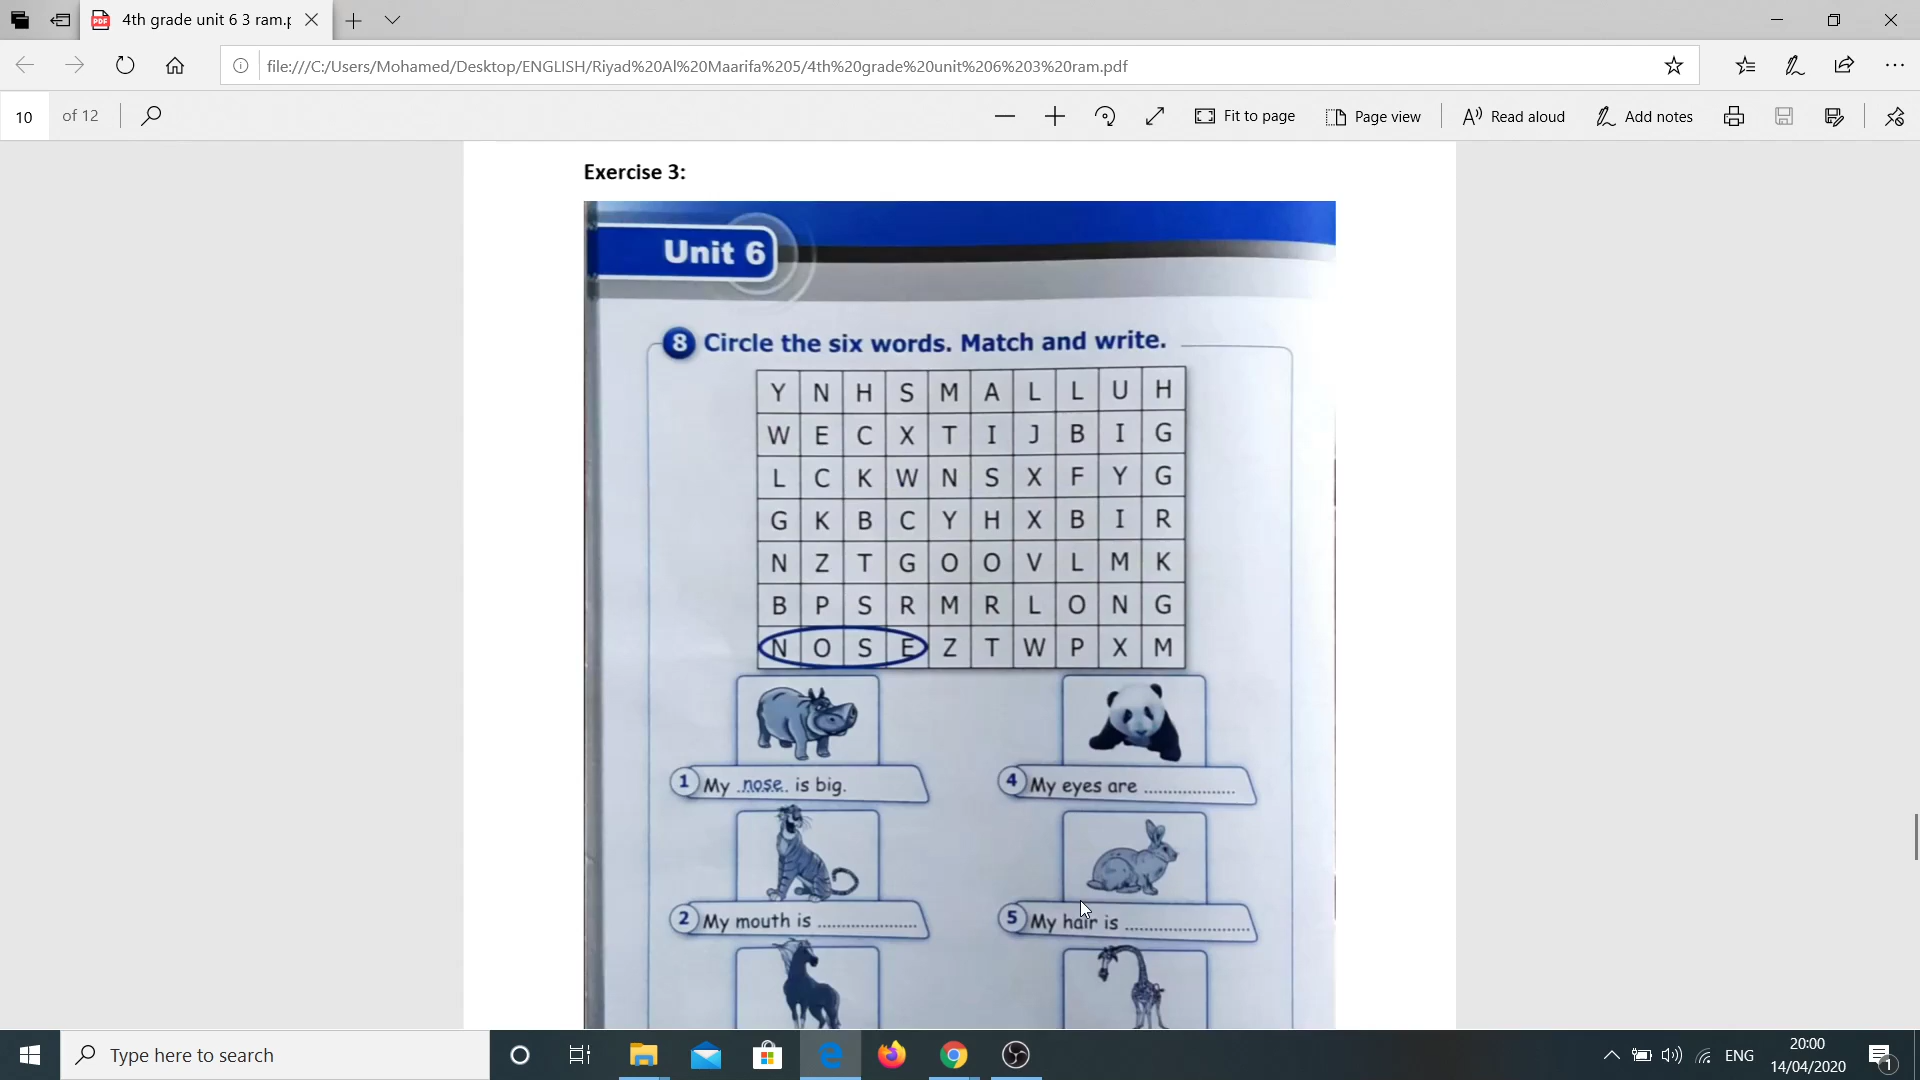 4th grade unit 6 3 ram.p
file:///C:/Users/Mohamed/Desktop/ENGLISH/Riyad%20Al%20Maarifa%205/4th%20grade%20unit%206%203%20ram.pdf
10 of 12
Fit to page
Page view
Read aloud
Add notes
Exercise 3:
Unit 6
8 Circle the six words. Match and write.
Y N H S M A L L U H
W E C X T I J B I G
L C K W N S X F Y G
G K B C Y H X B I R
N Z T G O O V L M K
B P S R M R L O N G
N O S E Z T W P X M
1 My nose is big.
4 My eyes are ..................
2 My mouth is ....................
5 My hair is .........................
Type here to search
ENG
20:00
14/04/2020
1